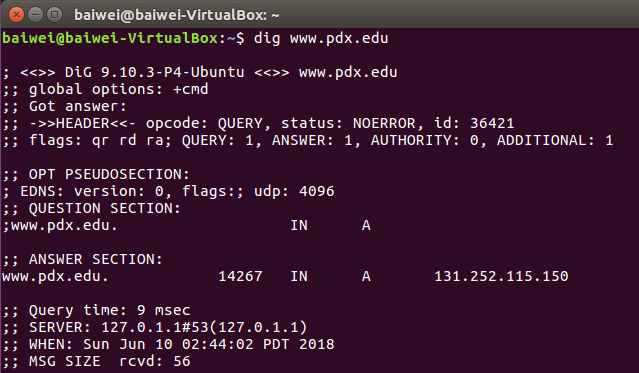 baiwei@baiwei-VirtualBox: ~
baiwei@baiwei-VirtualBox:~$ dig www.pdx.edu
; <<>> DiG 9.10.3-P4-Ubuntu <<>> www.pdx.edu
;; global options: +cmd
;; Got answer:
;; ->>HEADER<<- opcode: QUERY, status: NOERROR, id: 36421
;; flags: qr rd ra; QUERY: 1, ANSWER: 1, AUTHORITY: 0, ADDITIONAL: 1
;; OPT PSEUDOSECTION:
; EDNS: version: 0, flags:; udp: 4096
;; QUESTION SECTION:
;www.pdx.edu. IN A
;; ANSWER SECTION:
www.pdx.edu. 14267 IN A 131.252.115.150
;; Query time: 9 msec
;; SERVER: 127.0.1.1#53(127.0.1.1)
;; WHEN: Sun Jun 10 02:44:02 PDT 2018
;; MSG SIZE  rcvd: 56